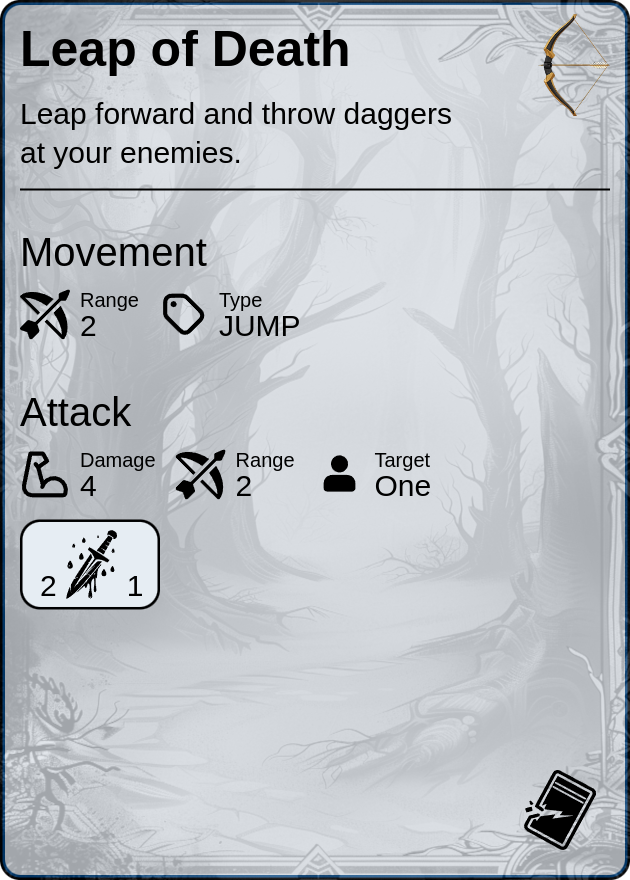 Leap of Death
Leap forward and throw daggers
at your enemies.
Movement
Range
2
Type
JUMP
Attack
Damage
4
Range
2
Target
One
2 1